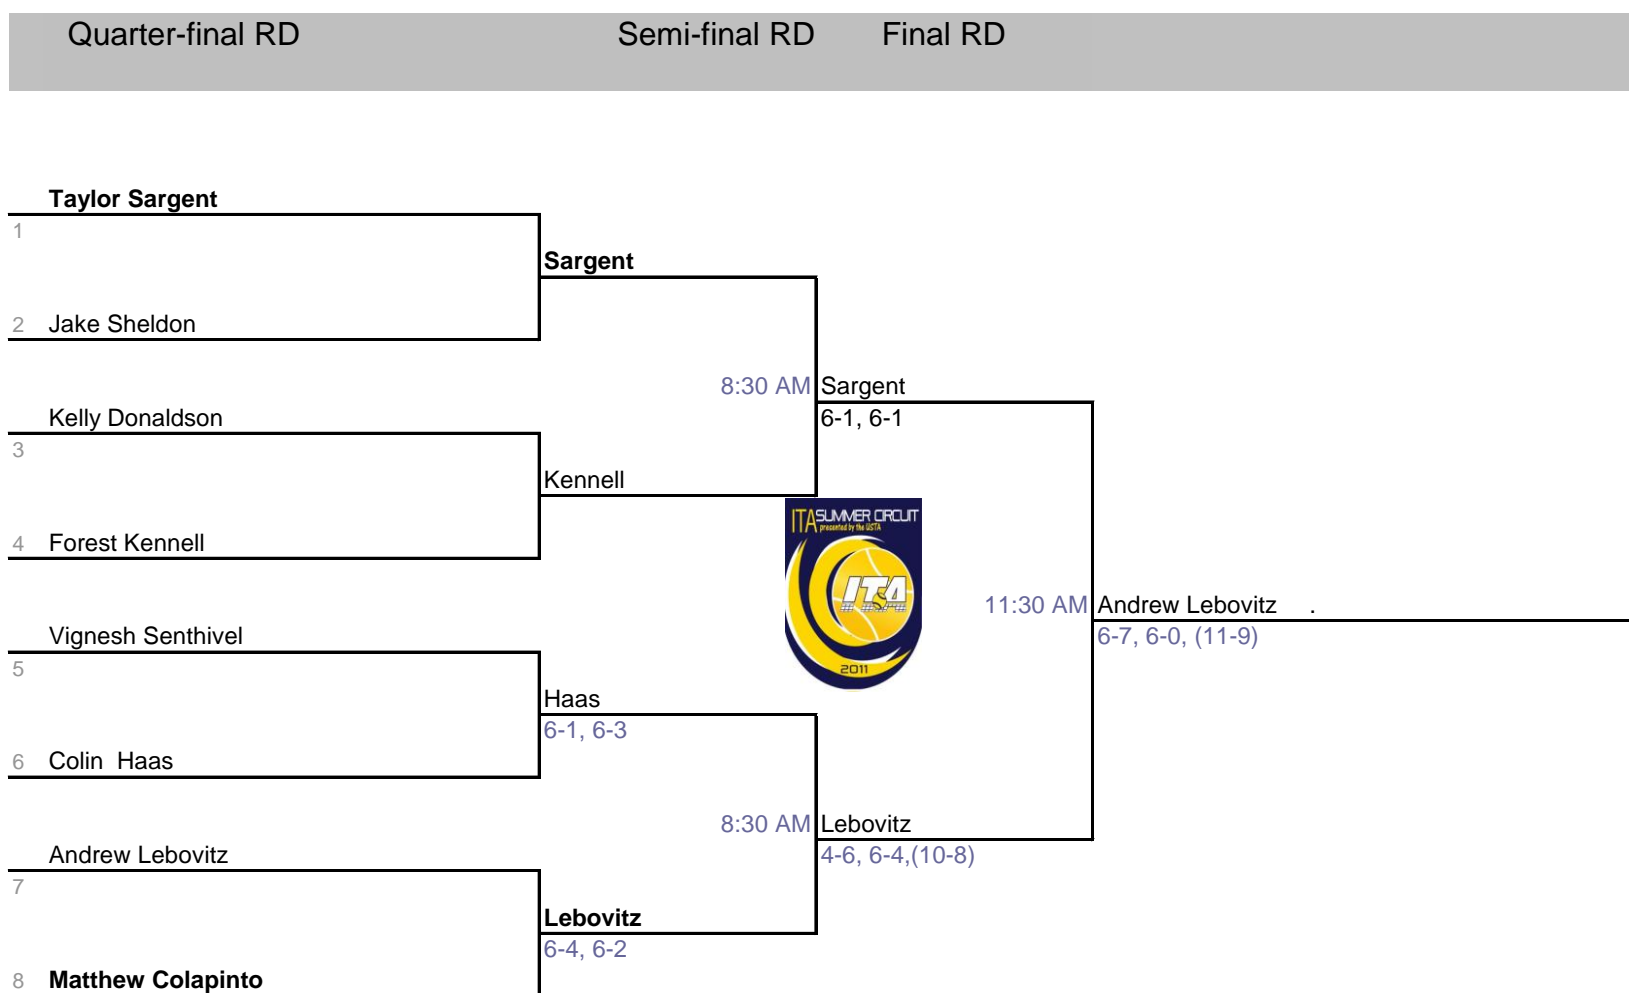 Quarter-final RD Semi-final RD Final RD
Taylor Sargent
1
Sargent
2 Jake Sheldon
8:30 AM Sargent
Kelly Donaldson 6-1, 6-1
3
Kennell
ITA SUMMER CIRCUIT
presented by the USTA
4 Forest Kennell
ITA
11:30 AM Andrew Lebovitz .
Vignesh Senthivel 6-7, 6-0, (11-9)
5
2011
Haas
6-1, 6-3
6 Colin Haas
8:30 AM Lebovitz
Andrew Lebovitz 4-6, 6-4,(10-8)
7
Lebovitz
6-4, 6-2
8 Matthew Colapinto